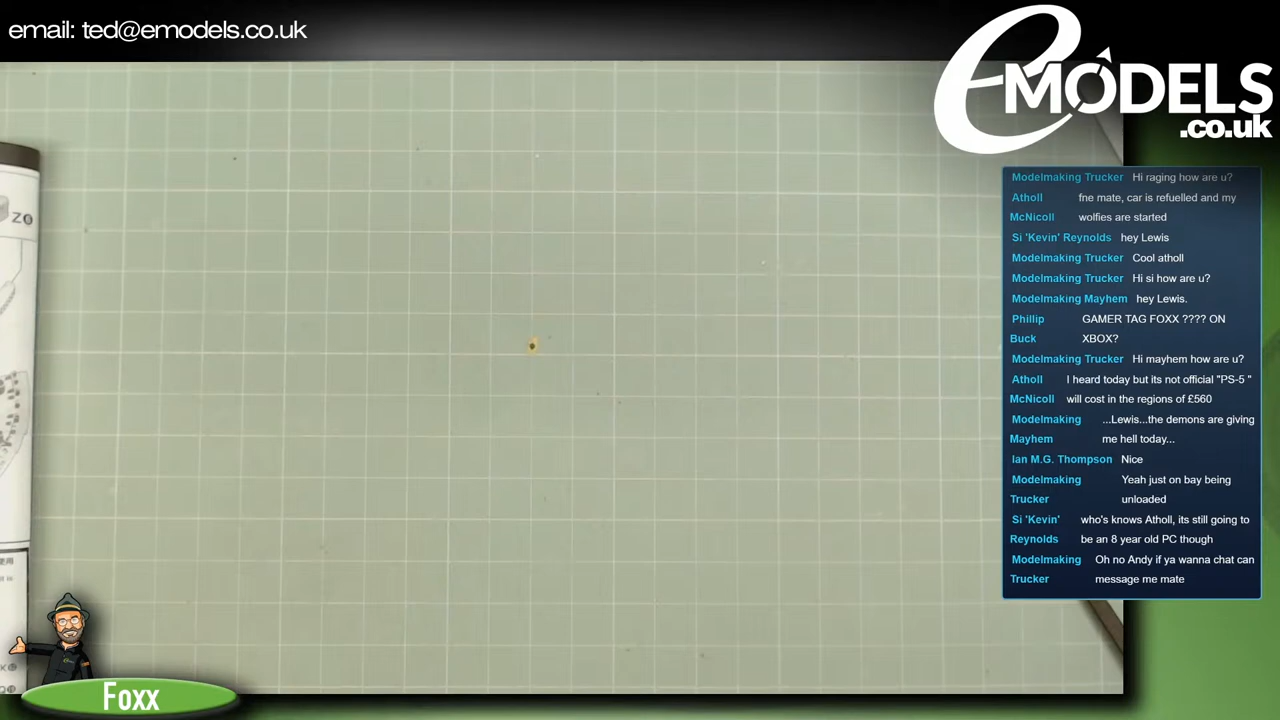 email: ted@emodels.co.uk
eMODELS
.co.uk
Modelmaking Trucker Hi raging how are u?
Atholl fne mate, car is refuelled and my
McNicoll wolfies are started
Si 'Kevin' Reynolds hey Lewis
Modelmaking Trucker Cool atholl
Modelmaking Trucker Hi si how are u?
Modelmaking Mayhem hey Lewis.
Phillip GAMER TAG FOXX ???? ON
Buck XBOX?
Modelmaking Trucker Hi mayhem how are u?
Atholl I heard today but its not official "PS-5 "
McNicoll will cost in the regions of £560
Modelmaking ...Lewis...the demons are giving
Mayhem me hell today...
Ian M.G. Thompson Nice
Modelmaking Yeah just on bay being
Trucker unloaded
Si 'Kevin' who's knows Atholl, its still going to
Reynolds be an 8 year old PC though
Modelmaking Oh no Andy if ya wanna chat can
Trucker message me mate
Foxx